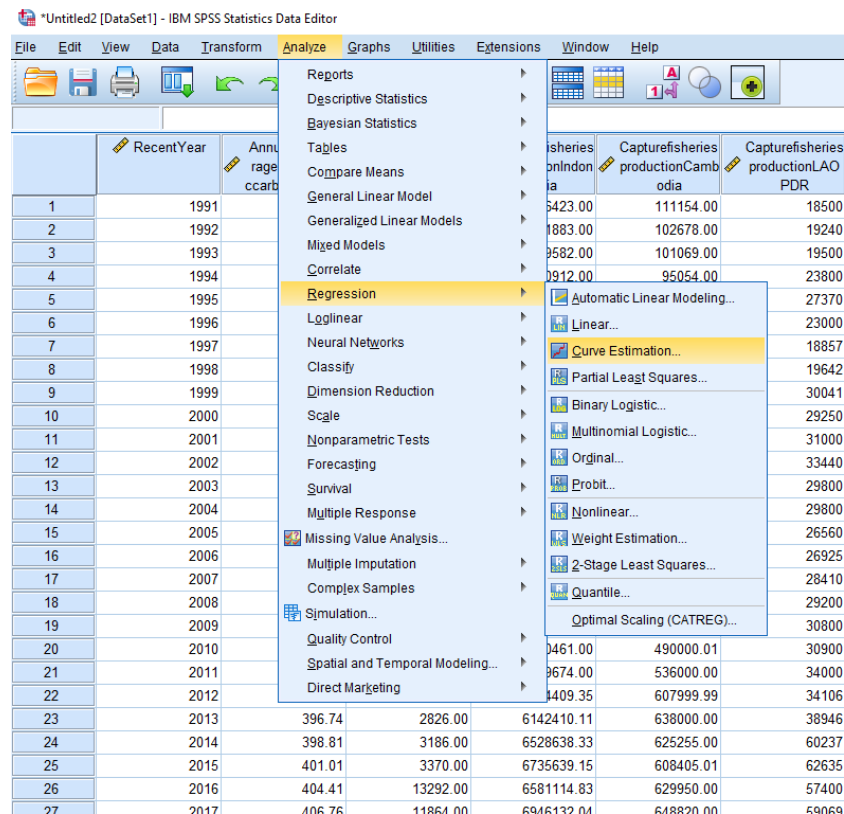 *Untitled2 [DataSet1] - IBM SPSS Statistics Data Editor
File Edit View Data Transform Analyze Graphs Utilities Extensions Window Help
Reports
Descriptive Statistics
Bayesian Statistics
Tables
Compare Means
General Linear Model
Generalized Linear Models
Mixed Models
Correlate
Regression
Loglinear
Neural Networks
Classify
Dimension Reduction
Scale
Nonparametric Tests
Forecasting
Survival
Multiple Response
Missing Value Analysis...
Multiple Imputation
Complex Samples
Simulation...
Quality Control
Spatial and Temporal Modeling...
Direct Marketing
Automatic Linear Modeling...
Linear...
Curve Estimation...
Partial Least Squares...
Binary Logistic...
Multinomial Logistic...
Ordinal...
Probit...
Nonlinear...
Weight Estimation...
2-Stage Least Squares...
Quantile...
Optimal Scaling (CATREG)...
RecentYear Annu isheries Capturefisheries Capturefisheries
rage onIndon productionCamb productionLAO
ccarb ia odia PDR
1 1991 6423.00 111154.00 18500
2 1992 1883.00 102678.00 19240
3 1993 9582.00 101069.00 19500
4 1994 0912.00 95054.00 23800
5 1995 27370
6 1996 23000
7 1997 18857
8 1998 19642
9 1999 30041
10 2000 29250
11 2001 31000
12 2002 33440
13 2003 29800
14 2004 29800
15 2005 26560
16 2006 26925
17 2007 28410
18 2008 29200
19 2009 30800
20 2010 0461.00 490000.01 30900
21 2011 9674.00 536000.00 34000
22 2012 4409.35 607999.99 34106
23 2013 396.74 2826.00 6142410.11 638000.00 38946
24 2014 398.81 3186.00 6528638.33 625255.00 60237
25 2015 401.01 3370.00 6735639.15 608405.01 62635
26 2016 404.41 13292.00 6581114.83 629950.00 57400
27 2017 406.76 11864.00 6946132.04 648820.00 59069